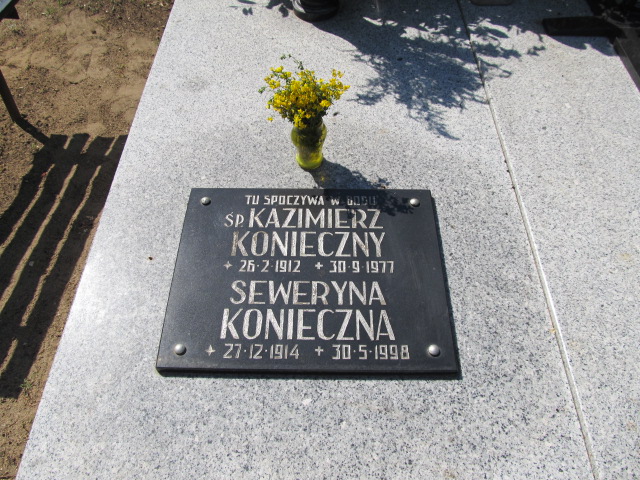 TU SPOCZYWA W BOGU
ŚP. KAZIMIERZ
KONIECZNY
26·2·1912 30·9·1977
SEWERYNA
KONIECZNA
27·12·1914 30·5·1998